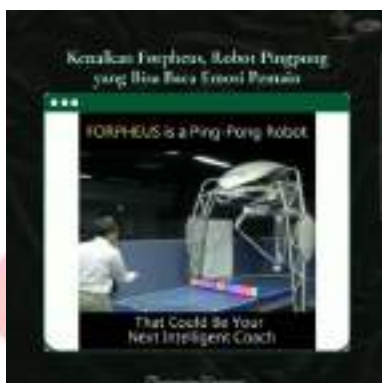 Kenalkan Forpheus, Robot Pingpong
yang Bisa Baca Emosi Pemain
FORPHEUS is a Ping-Pong Robot
That Could Be Your
Next Intelligent Coach